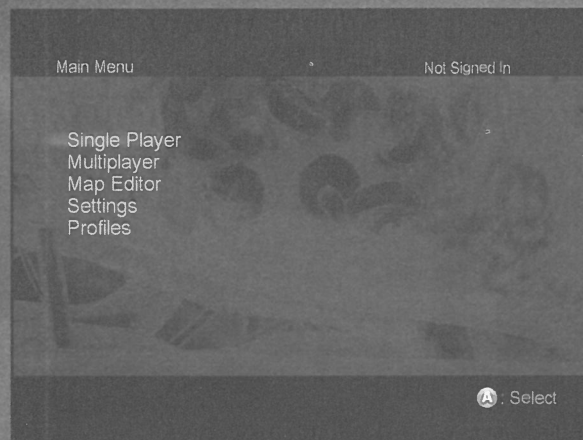 Main Menu Not Signed In
Single Player
Multiplayer
Map Editor
Settings
Profiles
A : Select